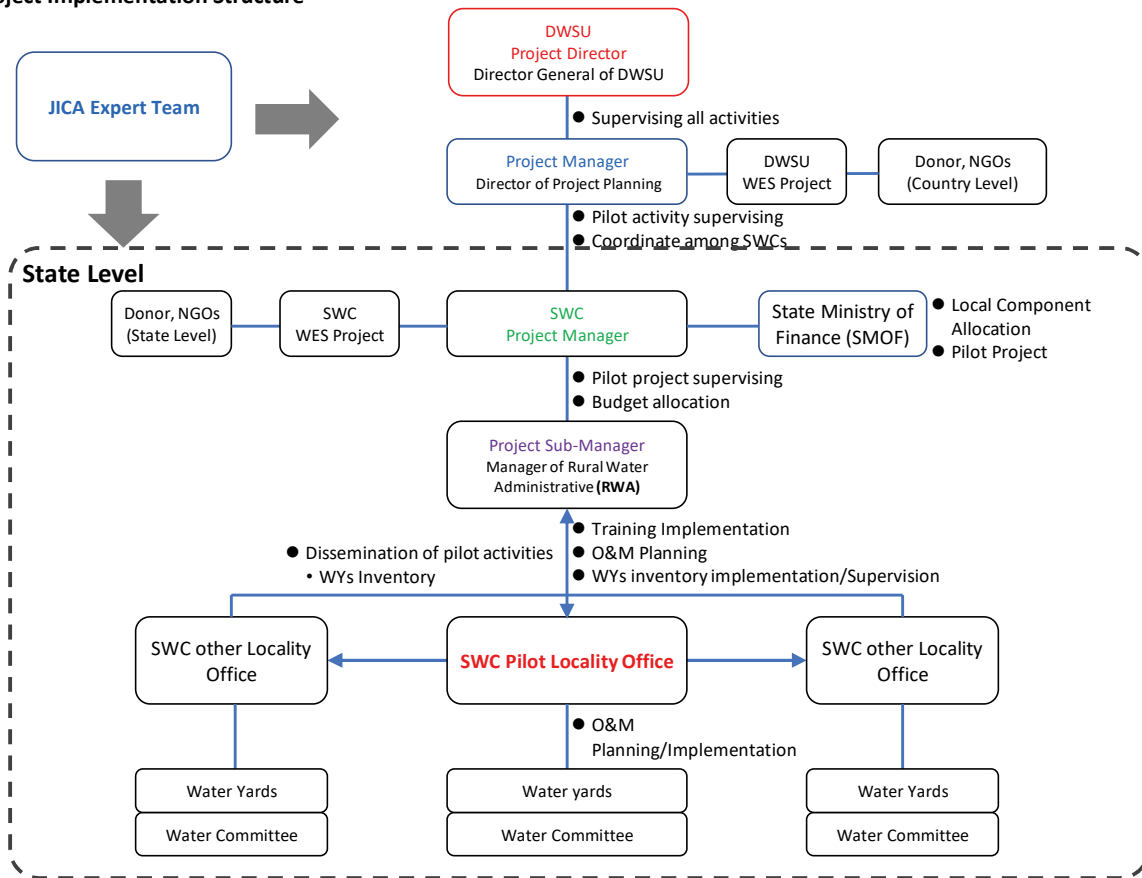 ject Implementation Structure
DWSU
Project Director
Director General of DWSU
JICA Expert Team
● Supervising all activities
Project Manager
Director of Project Planning
DWSU
WES Project
Donor, NGOs
(Country Level)
● Pilot activity supervising
● Coordinate among SWCs
State Level
Donor, NGOs
(State Level)
SWC
WES Project
SWC
Project Manager
State Ministry of
Finance (SMOF)
● Local Component
Allocation
● Pilot Project
● Pilot project supervising
● Budget allocation
Project Sub-Manager
Manager of Rural Water
Administrative (RWA)
● Dissemination of pilot activities
• WYs Inventory
● Training Implementation
● O&M Planning
● WYs inventory implementation/Supervision
SWC other Locality
Office
SWC Pilot Locality Office
SWC other Locality
Office
● O&M
Planning/Implementation
Water Yards
Water Committee
Water yards
Water Committee
Water Yards
Water Committee